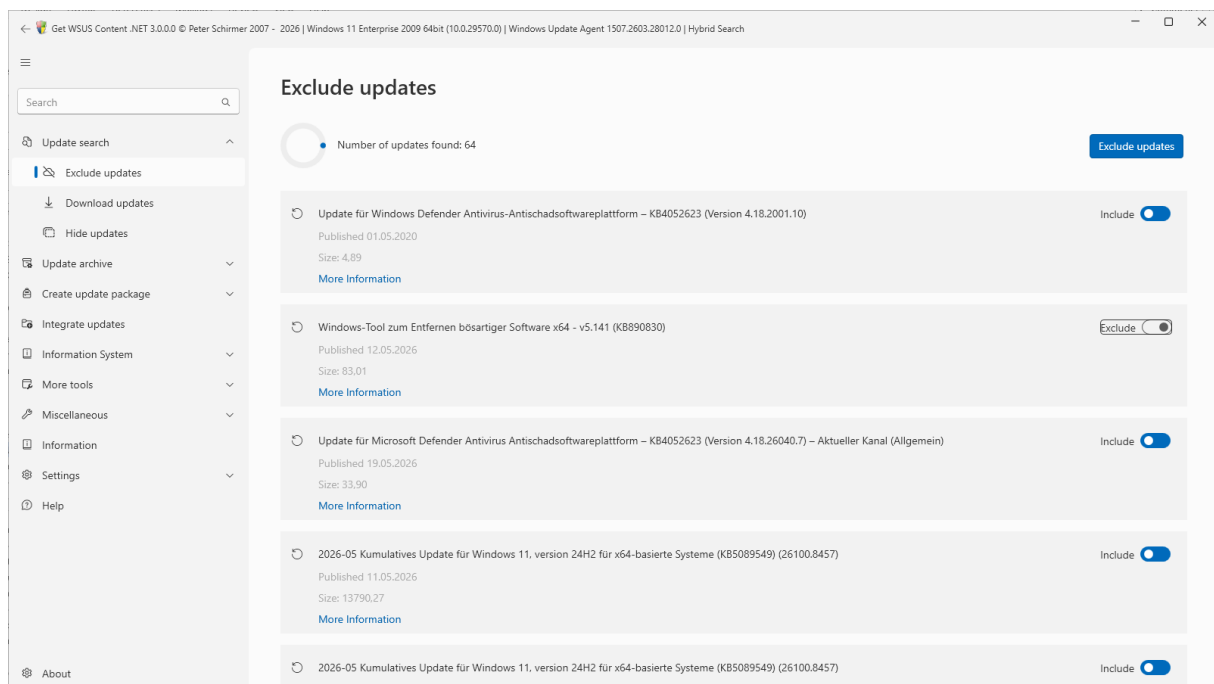 Get WSUS Content .NET 3.0.0.0 © Peter Schirmer 2007 - 2026 | Windows 11 Enterprise 2009 64bit (10.0.29570.0) | Windows Update Agent 1507.2603.28012.0 | Hybrid Search
Search
Update search
Exclude updates
Download updates
Hide updates
Update archive
Create update package
Integrate updates
Information System
More tools
Miscellaneous
Information
Settings
Help
About
Exclude updates
Number of updates found: 64
Exclude updates
Update für Windows Defender Antivirus-Antischadsoftwareplattform – KB4052623 (Version 4.18.2001.10)
Include
Published 01.05.2020
Size: 4,89
More Information
Windows-Tool zum Entfernen bösartiger Software x64 - v5.141 (KB890830)
Exclude
Published 12.05.2026
Size: 83,01
More Information
Update für Microsoft Defender Antivirus Antischadsoftwareplattform – KB4052623 (Version 4.18.26040.7) – Aktueller Kanal (Allgemein)
Include
Published 19.05.2026
Size: 33,90
More Information
2026-05 Kumulatives Update für Windows 11, version 24H2 für x64-basierte Systeme (KB5089549) (26100.8457)
Include
Published 11.05.2026
Size: 13790,27
More Information
2026-05 Kumulatives Update für Windows 11, version 24H2 für x64-basierte Systeme (KB5089549) (26100.8457)
Include